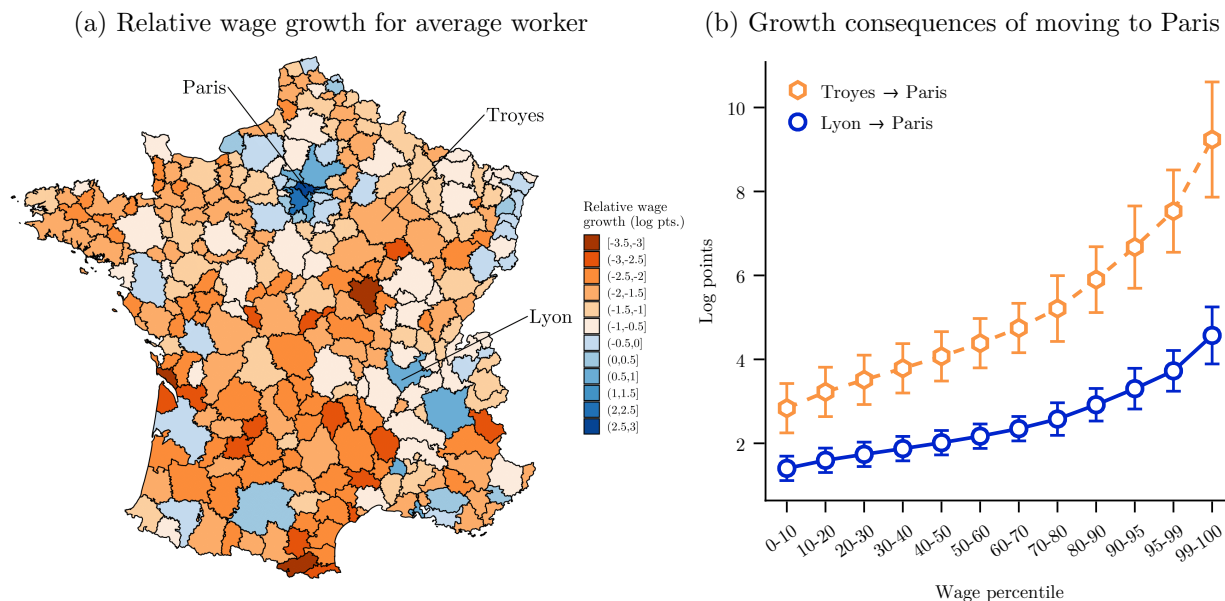 (a) Relative wage growth for average worker
Paris
Troyes
Lyon
Relative wage
growth (log pts.)
[-3.5,-3]
(-3,-2.5]
(-2.5,-2]
(-2,-1.5]
(-1.5,-1]
(-1,-0.5]
(-0.5,0]
(0,0.5]
(0.5,1]
(1,1.5]
(2,2.5]
(2.5,3]
(b) Growth consequences of moving to Paris
Troyes → Paris
Lyon → Paris
Log points
10
8
6
4
2
0-10
10-20
20-30
30-40
40-50
50-60
60-70
70-80
80-90
90-95
95-99
99-100
Wage percentile